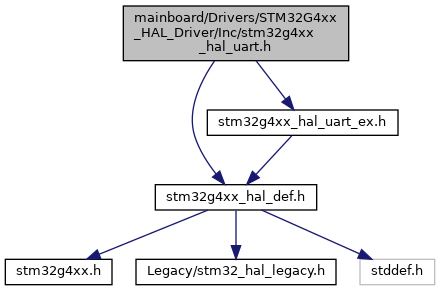 mainboard/Drivers/STM32G4xx
_HAL_Driver/Inc/stm32g4xx
_hal_uart.h
stm32g4xx_hal_uart_ex.h
stm32g4xx_hal_def.h
stm32g4xx.h
Legacy/stm32_hal_legacy.h
stddef.h